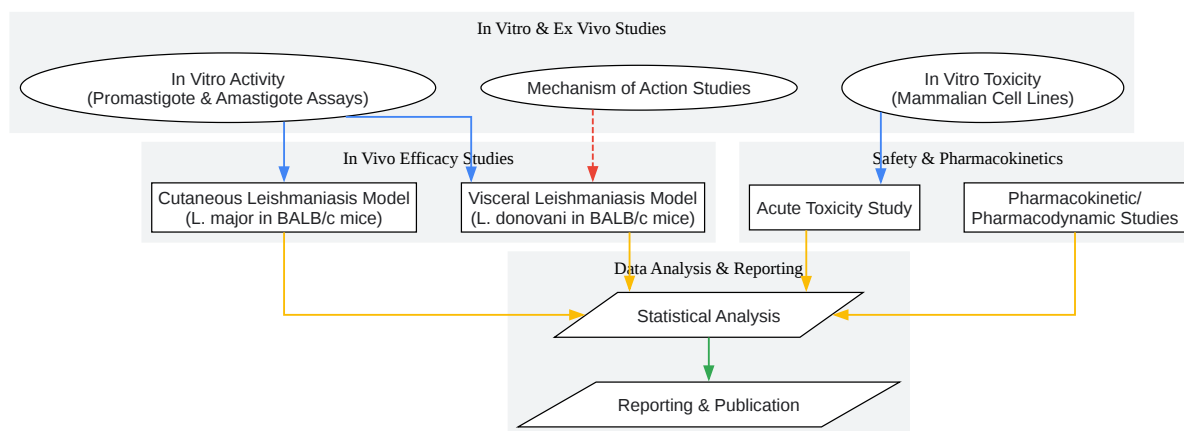 In Vitro & Ex Vivo Studies
In Vitro Activity
(Promastigote & Amastigote Assays)
Mechanism of Action Studies
In Vitro Toxicity
(Mammalian Cell Lines)
In Vivo Efficacy Studies
Cutaneous Leishmaniasis Model
(L. major in BALB/c mice)
Visceral Leishmaniasis Model
(L. donovani in BALB/c mice)
Safety & Pharmacokinetics
Acute Toxicity Study
Pharmacokinetic/
Pharmacodynamic Studies
Data Analysis & Reporting
Statistical Analysis
Reporting & Publication